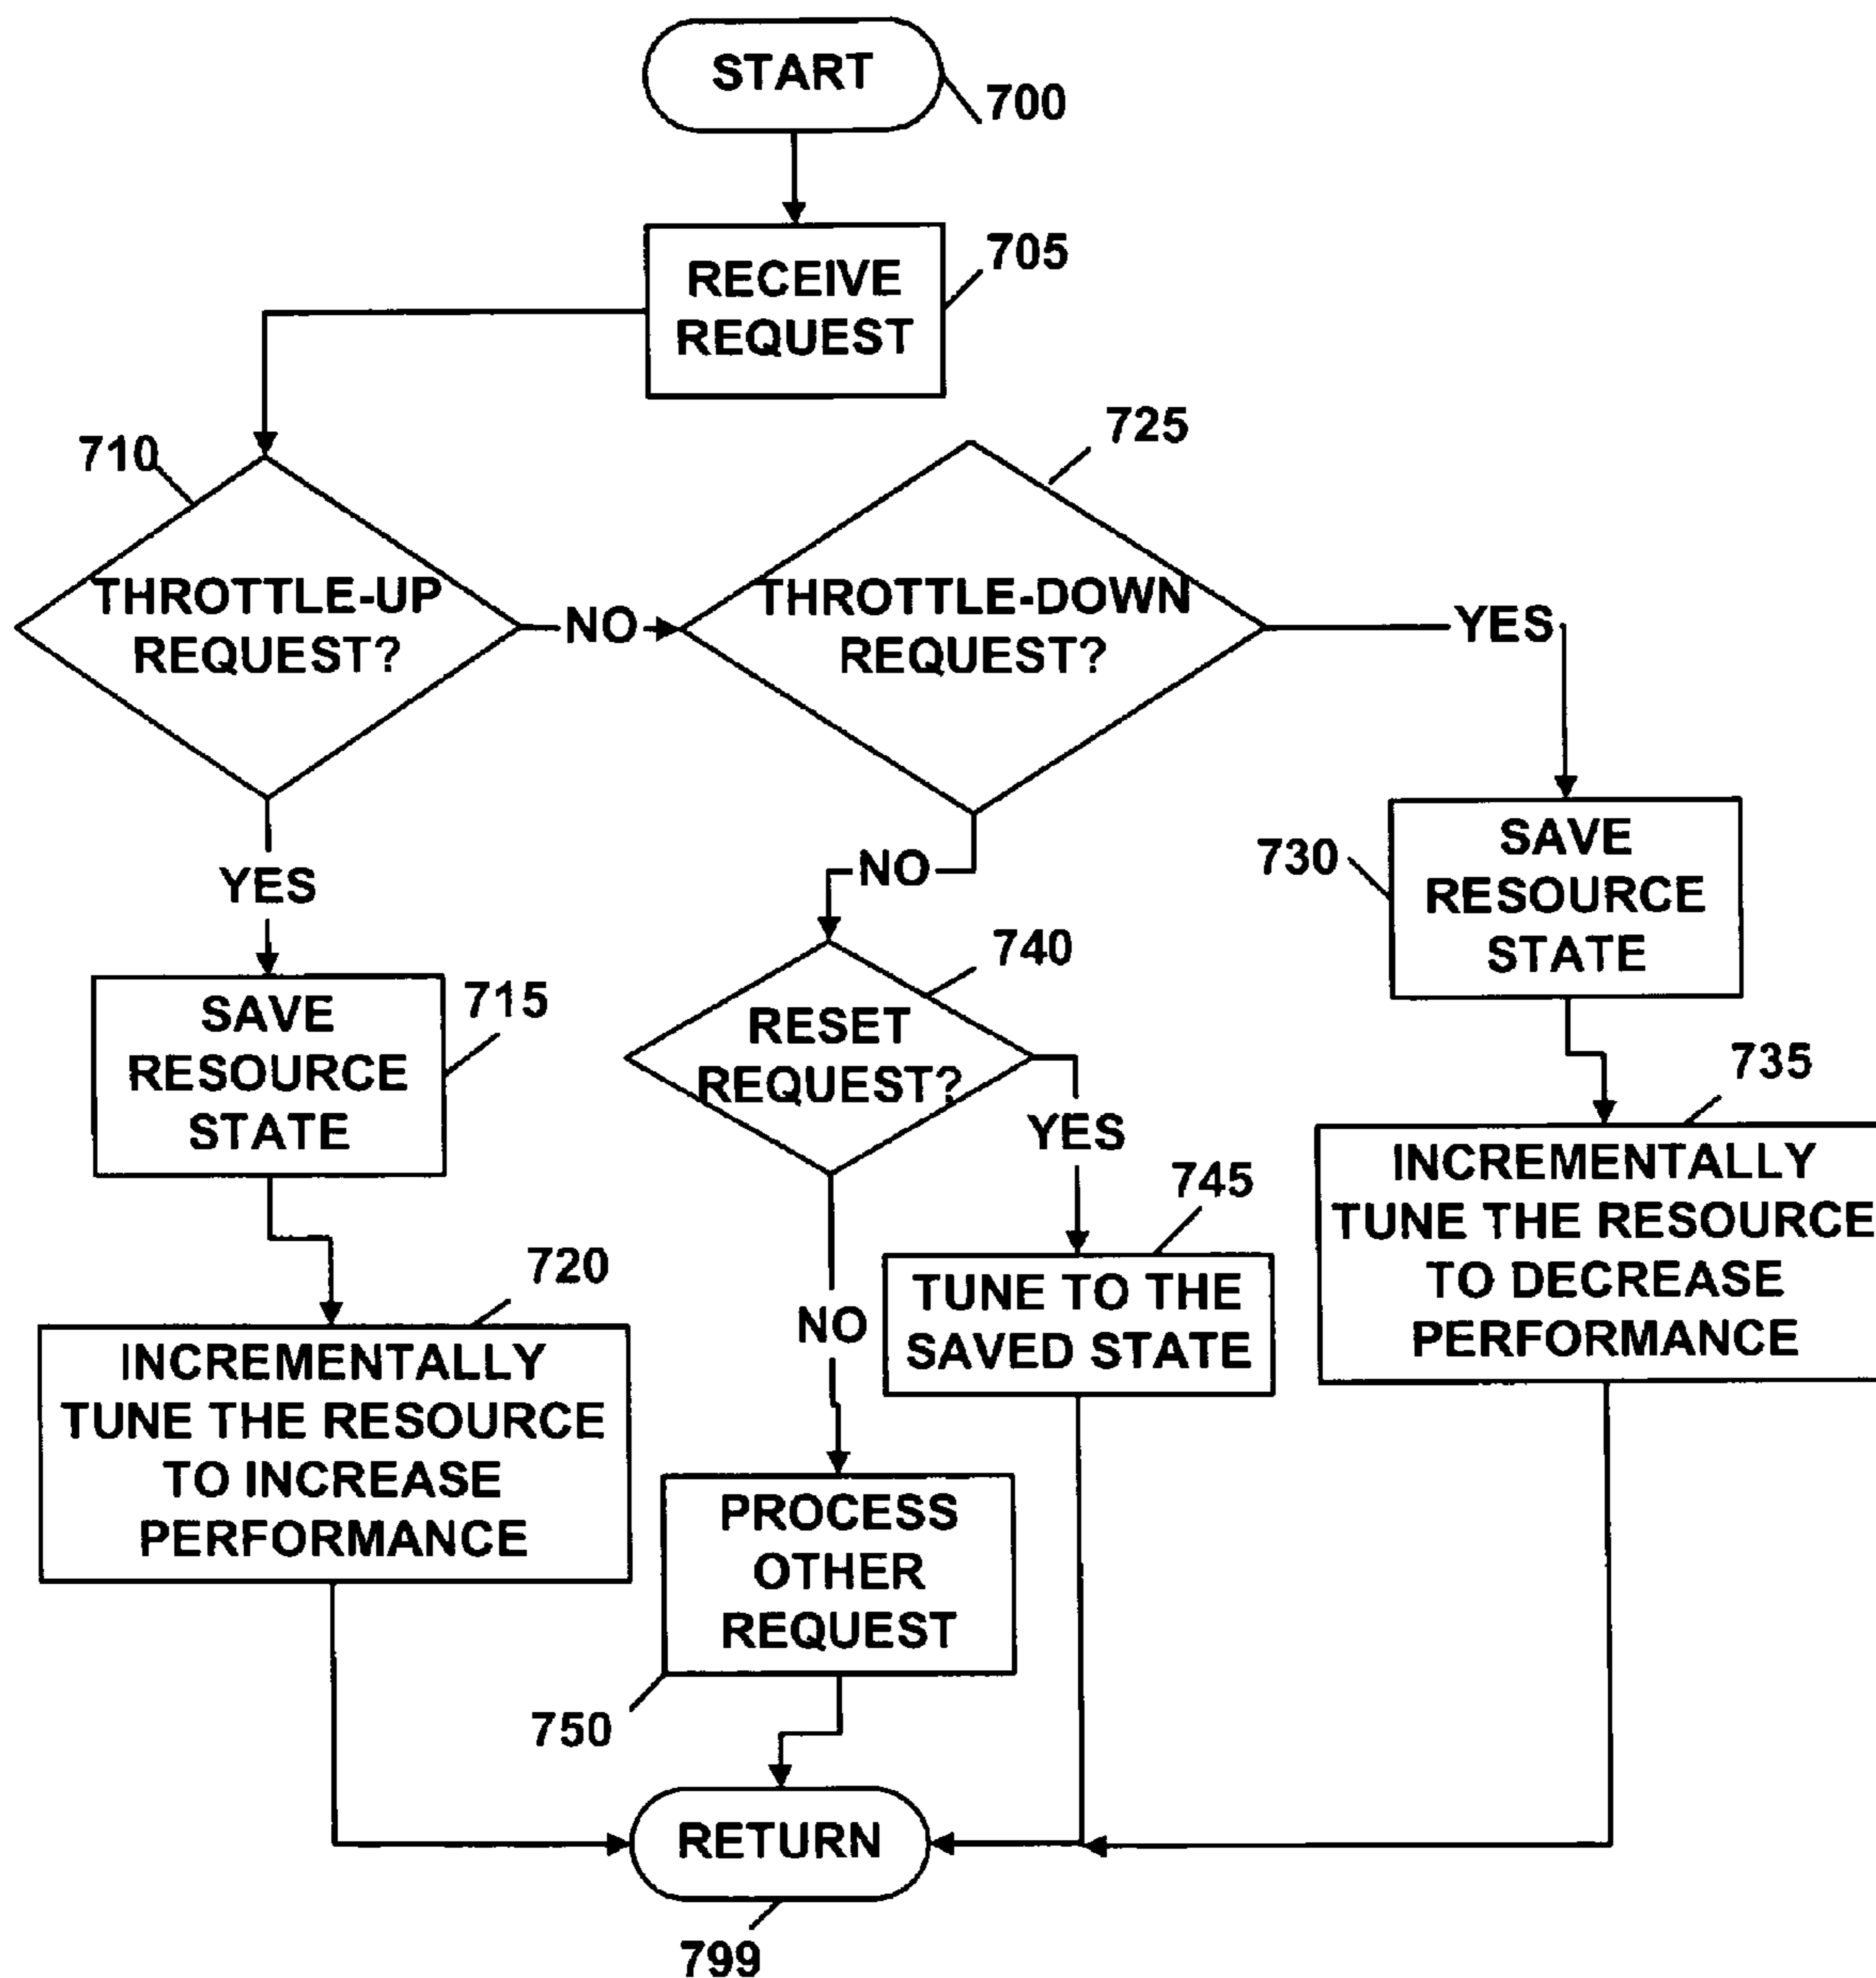 START
700
RECEIVE
REQUEST
705
710
THROTTLE-UP
REQUEST?
NO
725
THROTTLE-DOWN
REQUEST?
YES
YES
NO
730
SAVE
RESOURCE
STATE
715
SAVE
RESOURCE
STATE
740
RESET
REQUEST?
YES
735
INCREMENTALLY
TUNE THE RESOURCE
TO DECREASE
PERFORMANCE
745
TUNE TO THE
SAVED STATE
720
INCREMENTALLY
TUNE THE RESOURCE
TO INCREASE
PERFORMANCE
NO
PROCESS
OTHER
REQUEST
750
RETURN
799